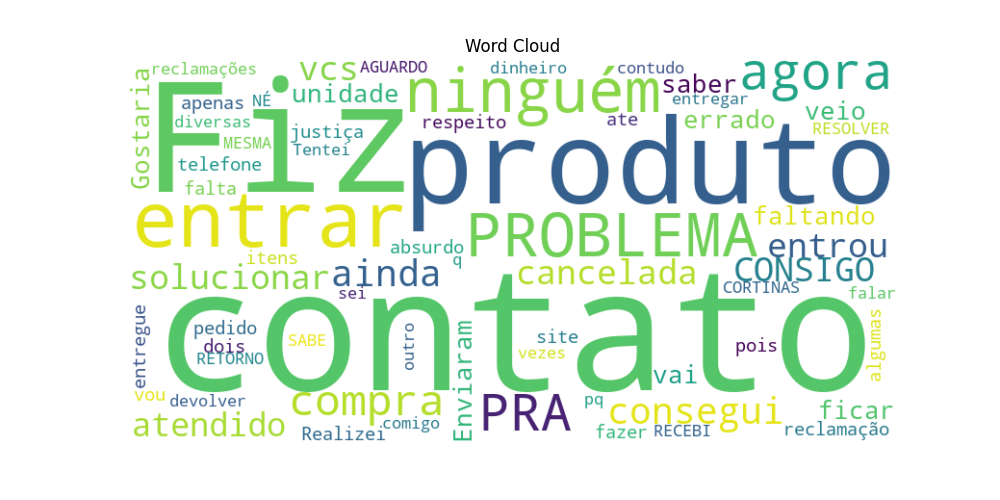 Word Cloud
reclamações
vcs
AGUARDO
dinheiro
contudo
agora
Gostaria
Fiz
apenas
NÉ
unidade
ninguém
saber
entregar
veio
diversas
MESMA
justiça
Tentei
respeito
ate
errado
RESOLVER
telefone
falta
produto
entrar
PROBLEMA
faltando
absurdo
entrou
itens
q
solucionar
ainda
cancelada
CONSIGO
sei
CORTINAS
falar
contato
entregue
pedido
dois
RETORNO
SABE
outro
site
vezes
pois
algumas
vou
devolver
compra
Enviaram
vai
PRA
pq
consegui
ficar
atendido
Realizei
comigo
fazer
RECEBI
reclamação